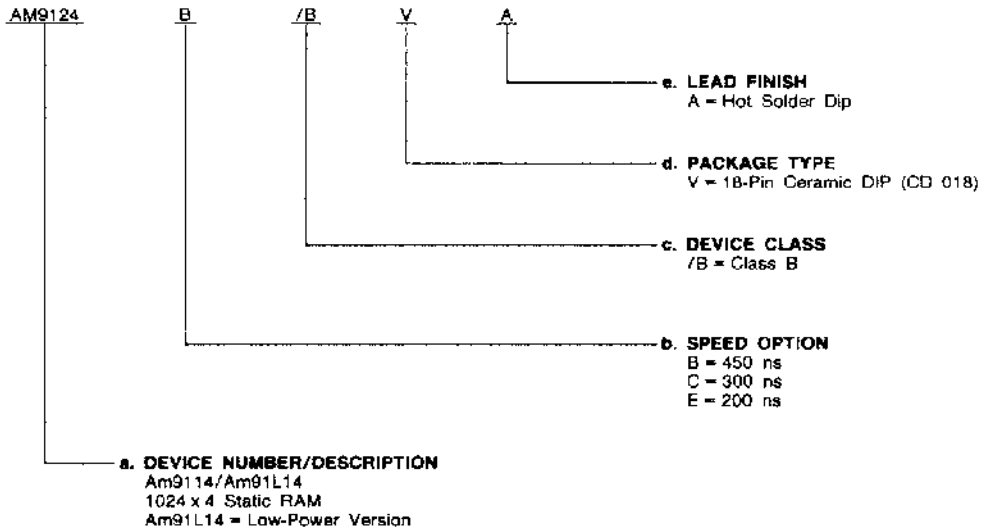 AM9124 B /B V A
e. LEAD FINISH
A = Hot Solder Dip
d. PACKAGE TYPE
V = 18-Pin Ceramic DIP (CD 018)
c. DEVICE CLASS
/B = Class B
b. SPEED OPTION
B = 450 ns
C = 300 ns
E = 200 ns
a. DEVICE NUMBER/DESCRIPTION
Am9114/Am91L14
1024 x 4 Static RAM
Am91L14 = Low-Power Version